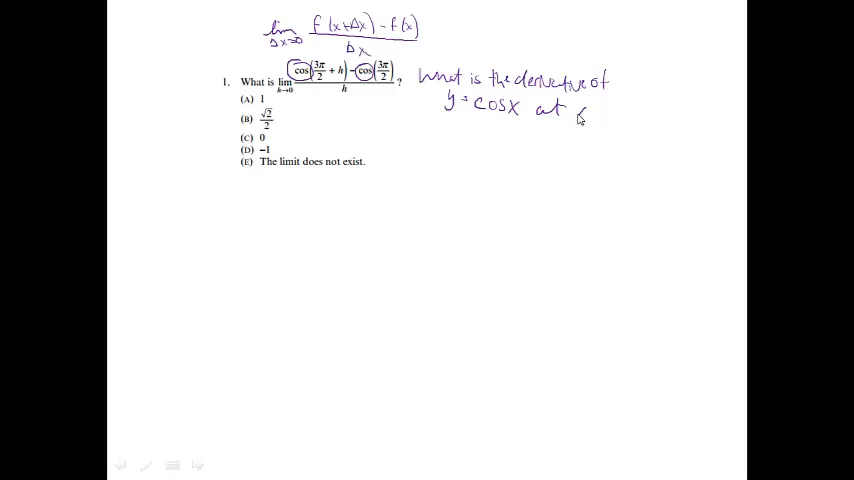 lim f(x+Δx) - f(x)
Δx→0 Δx
1. What is lim h→0 cos(3π/2 + h) − cos(3π/2) / h ?
What is the derivative of
y = cosx at
(A) 1
(B) √2/2
(C) 0
(D) −1
(E) The limit does not exist.